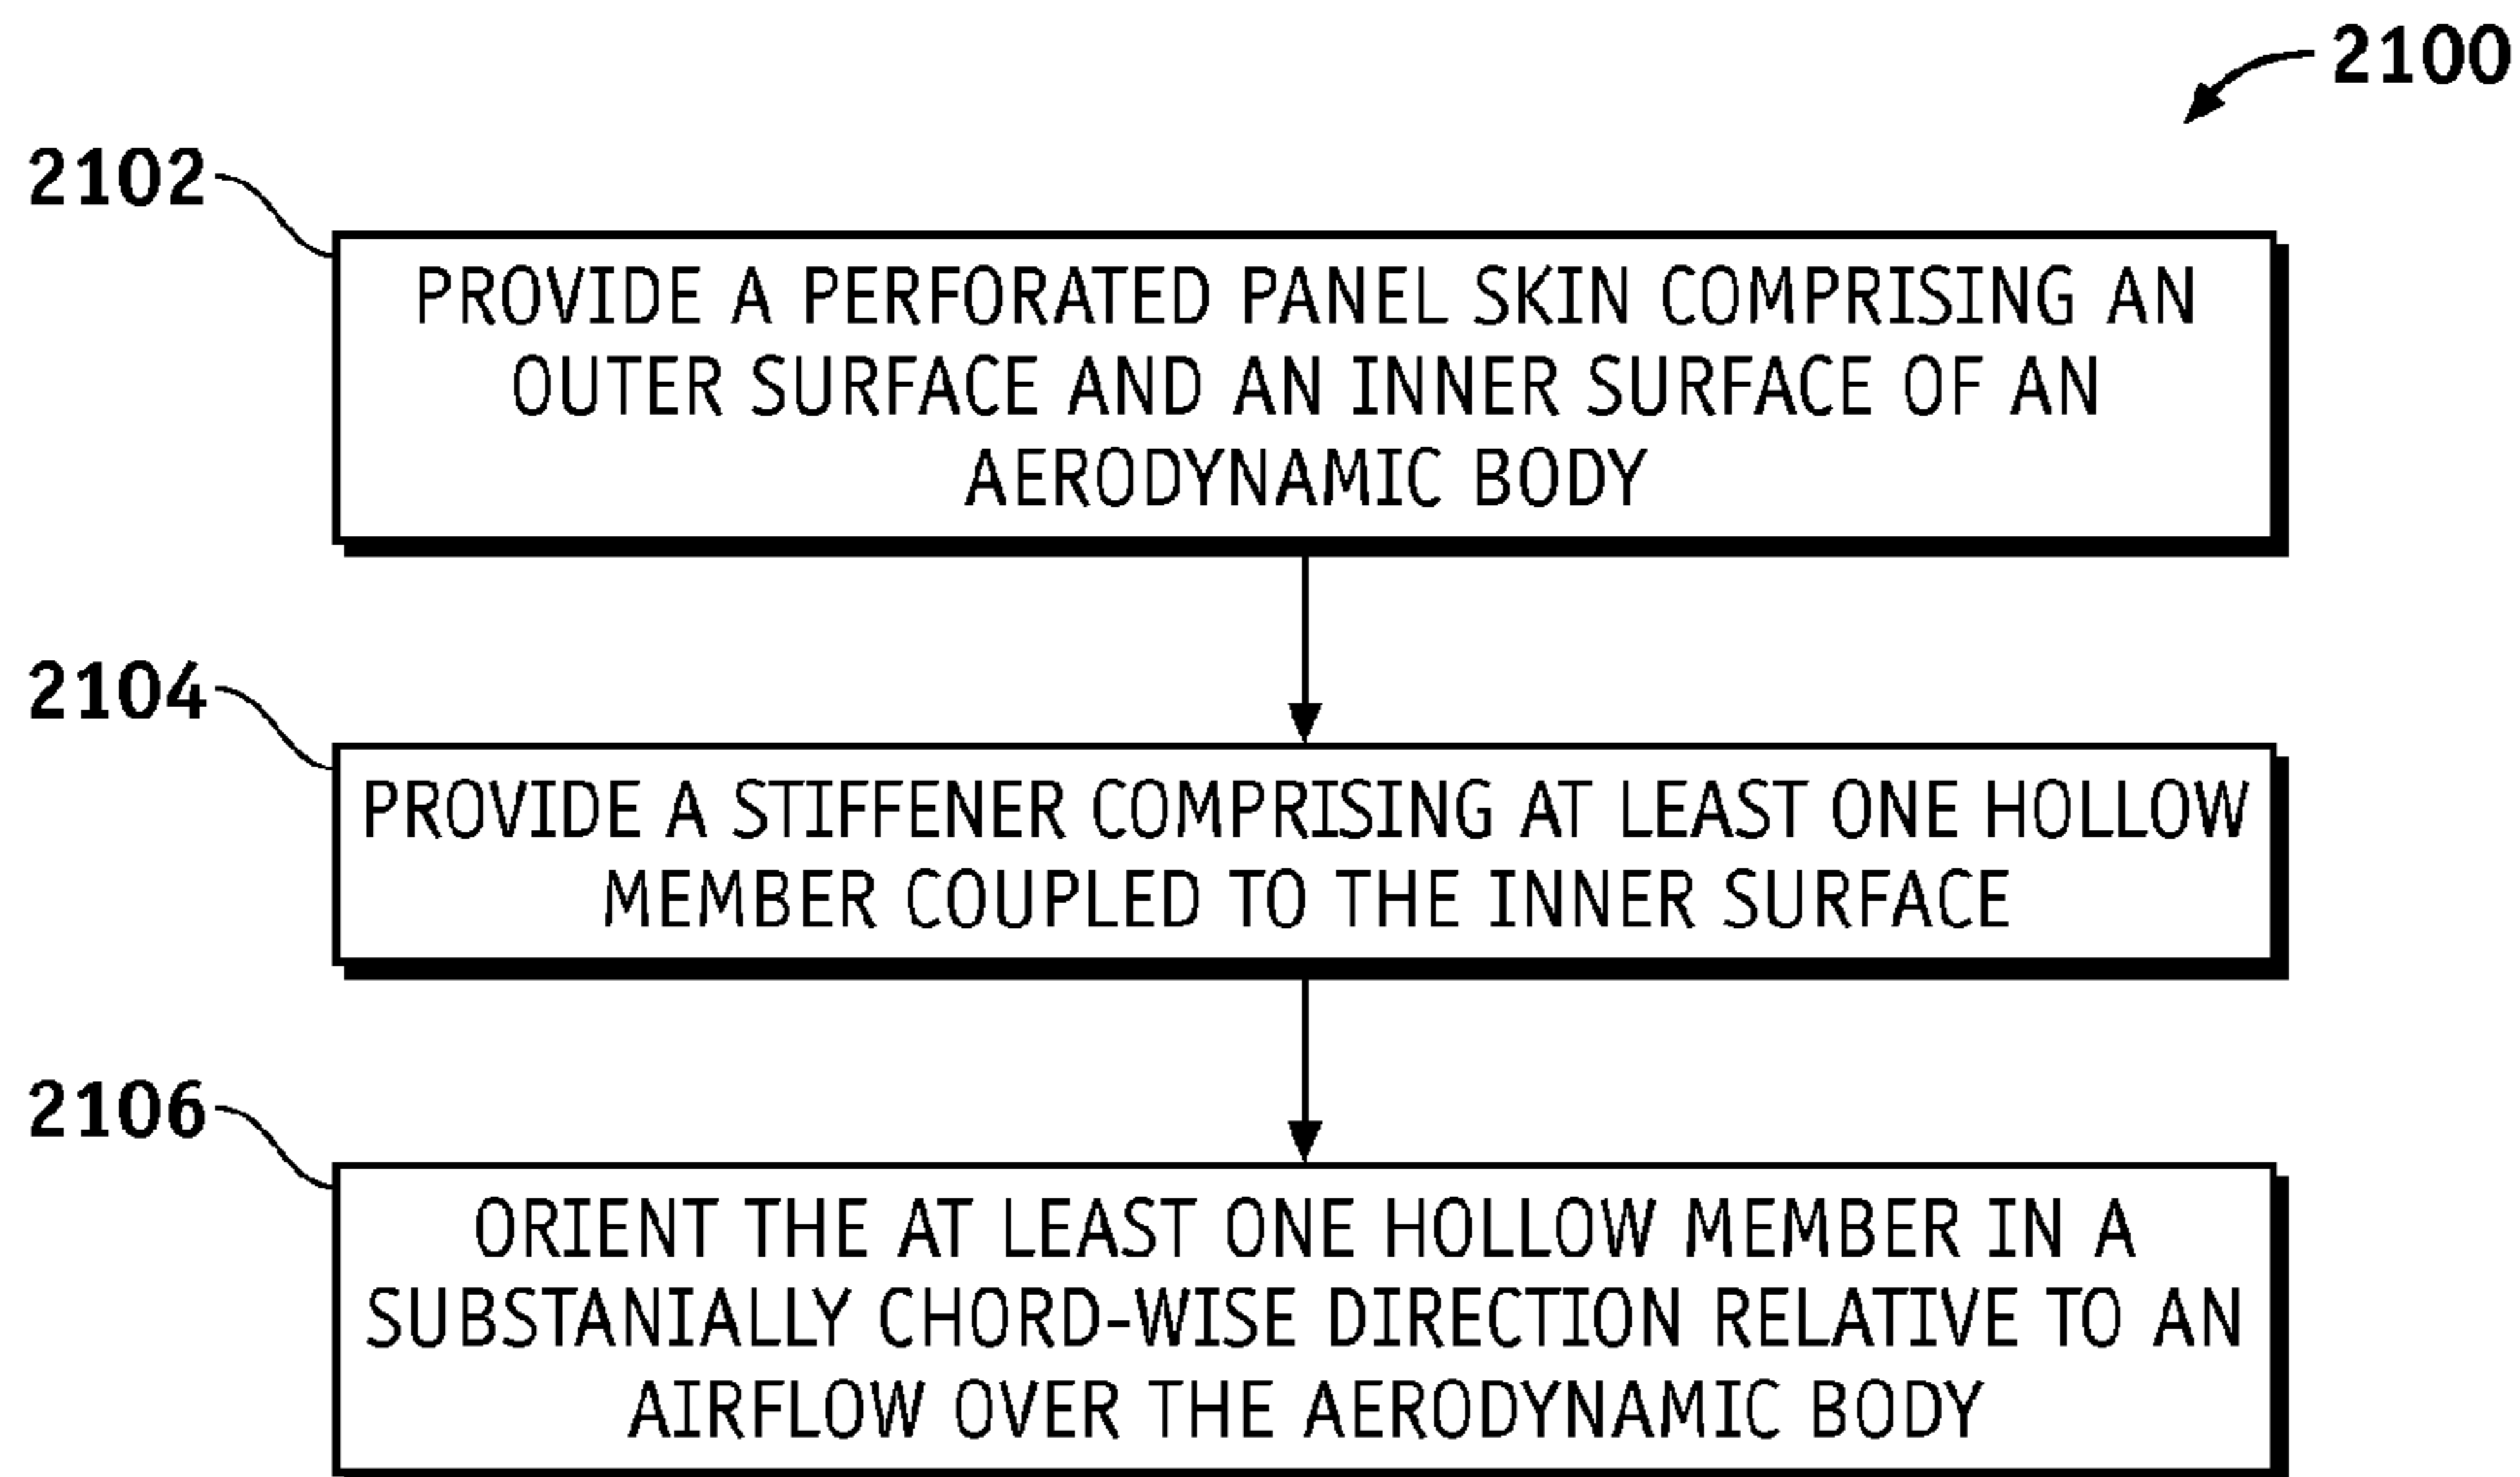 2100
2102
PROVIDE A PERFORATED PANEL SKIN COMPRISING AN
OUTER SURFACE AND AN INNER SURFACE OF AN
AERODYNAMIC BODY
2104
PROVIDE A STIFFENER COMPRISING AT LEAST ONE HOLLOW
MEMBER COUPLED TO THE INNER SURFACE
2106
ORIENT THE AT LEAST ONE HOLLOW MEMBER IN A
SUBSTANIALLY CHORD-WISE DIRECTION RELATIVE TO AN
AIRFLOW OVER THE AERODYNAMIC BODY